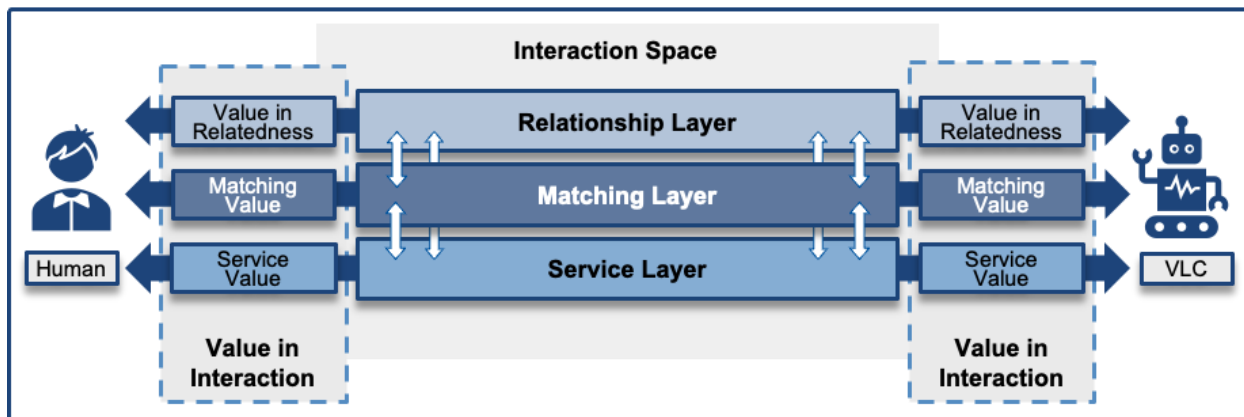 Interaction Space
Value in
Relatedness
Relationship Layer
Value in
Relatedness
Matching
Value
Matching Layer
Matching
Value
Human
Service
Value
Service Layer
Service
Value
VLC
Value in
Interaction
Value in
Interaction